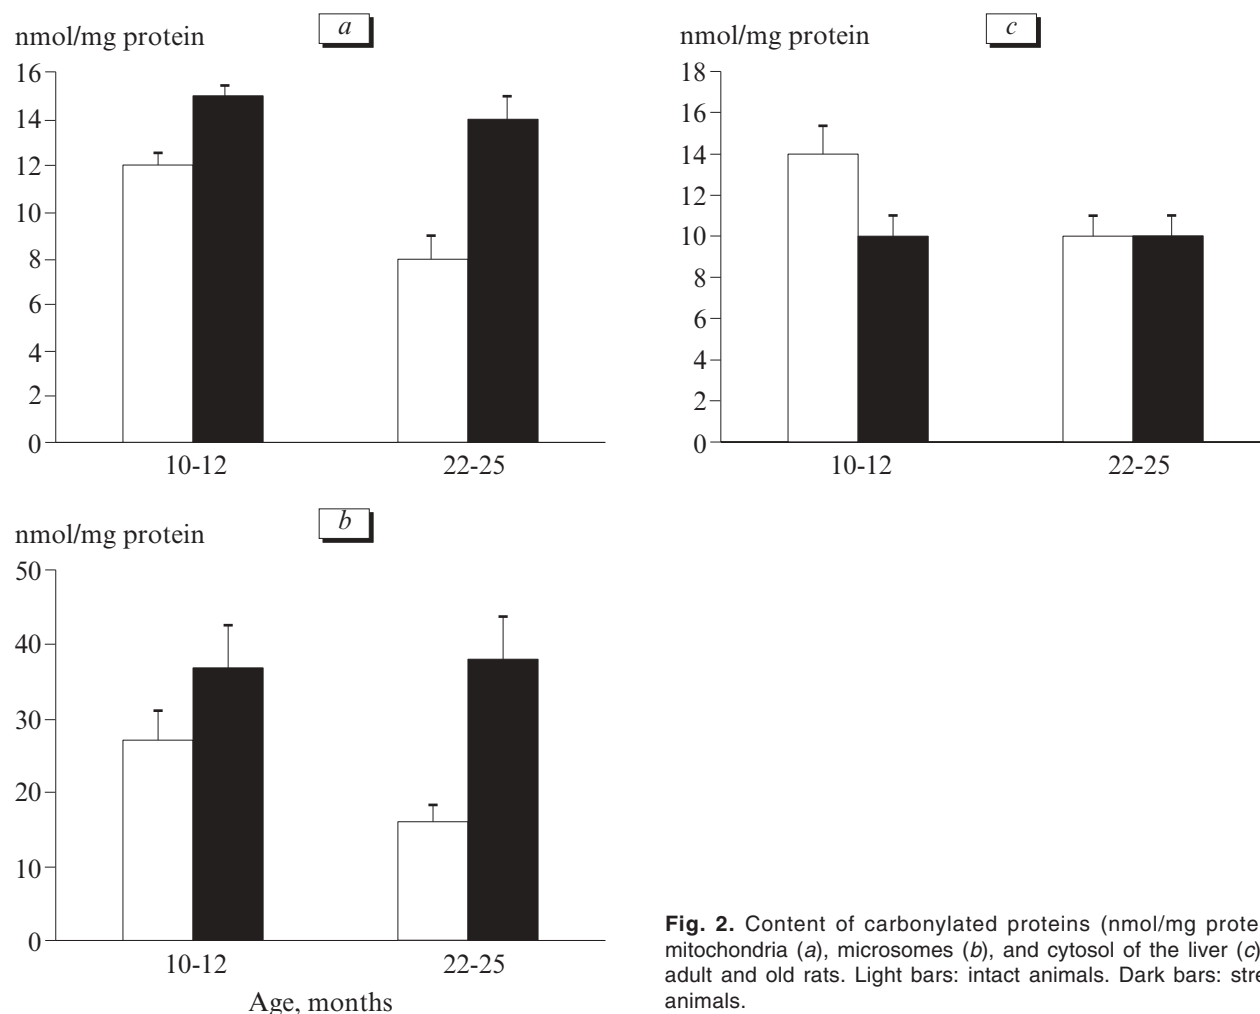 nmol/mg protein
a
16
14
12
10
8
6
4
2
0
10-12
22-25
nmol/mg protein
c
18
16
14
12
10
8
6
4
2
0
10-12
22-25
nmol/mg protein
b
50
40
30
20
10
0
10-12
22-25
Age, months
Fig. 2. Content of carbonylated proteins (nmol/mg
mitochondria (a), microsomes (b), and cytosol of the liver (c)
adult and old rats. Light bars: intact animals. Dark bars:
animals.